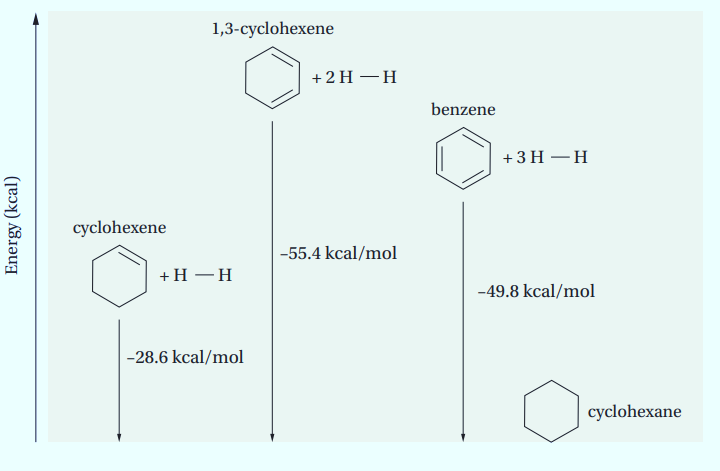 1,3-cyclohexene
+ 2 H — H
benzene
+ 3 H — H
Energy (kcal)
cyclohexene
+ H — H
–55.4 kcal/mol
–49.8 kcal/mol
–28.6 kcal/mol
cyclohexane